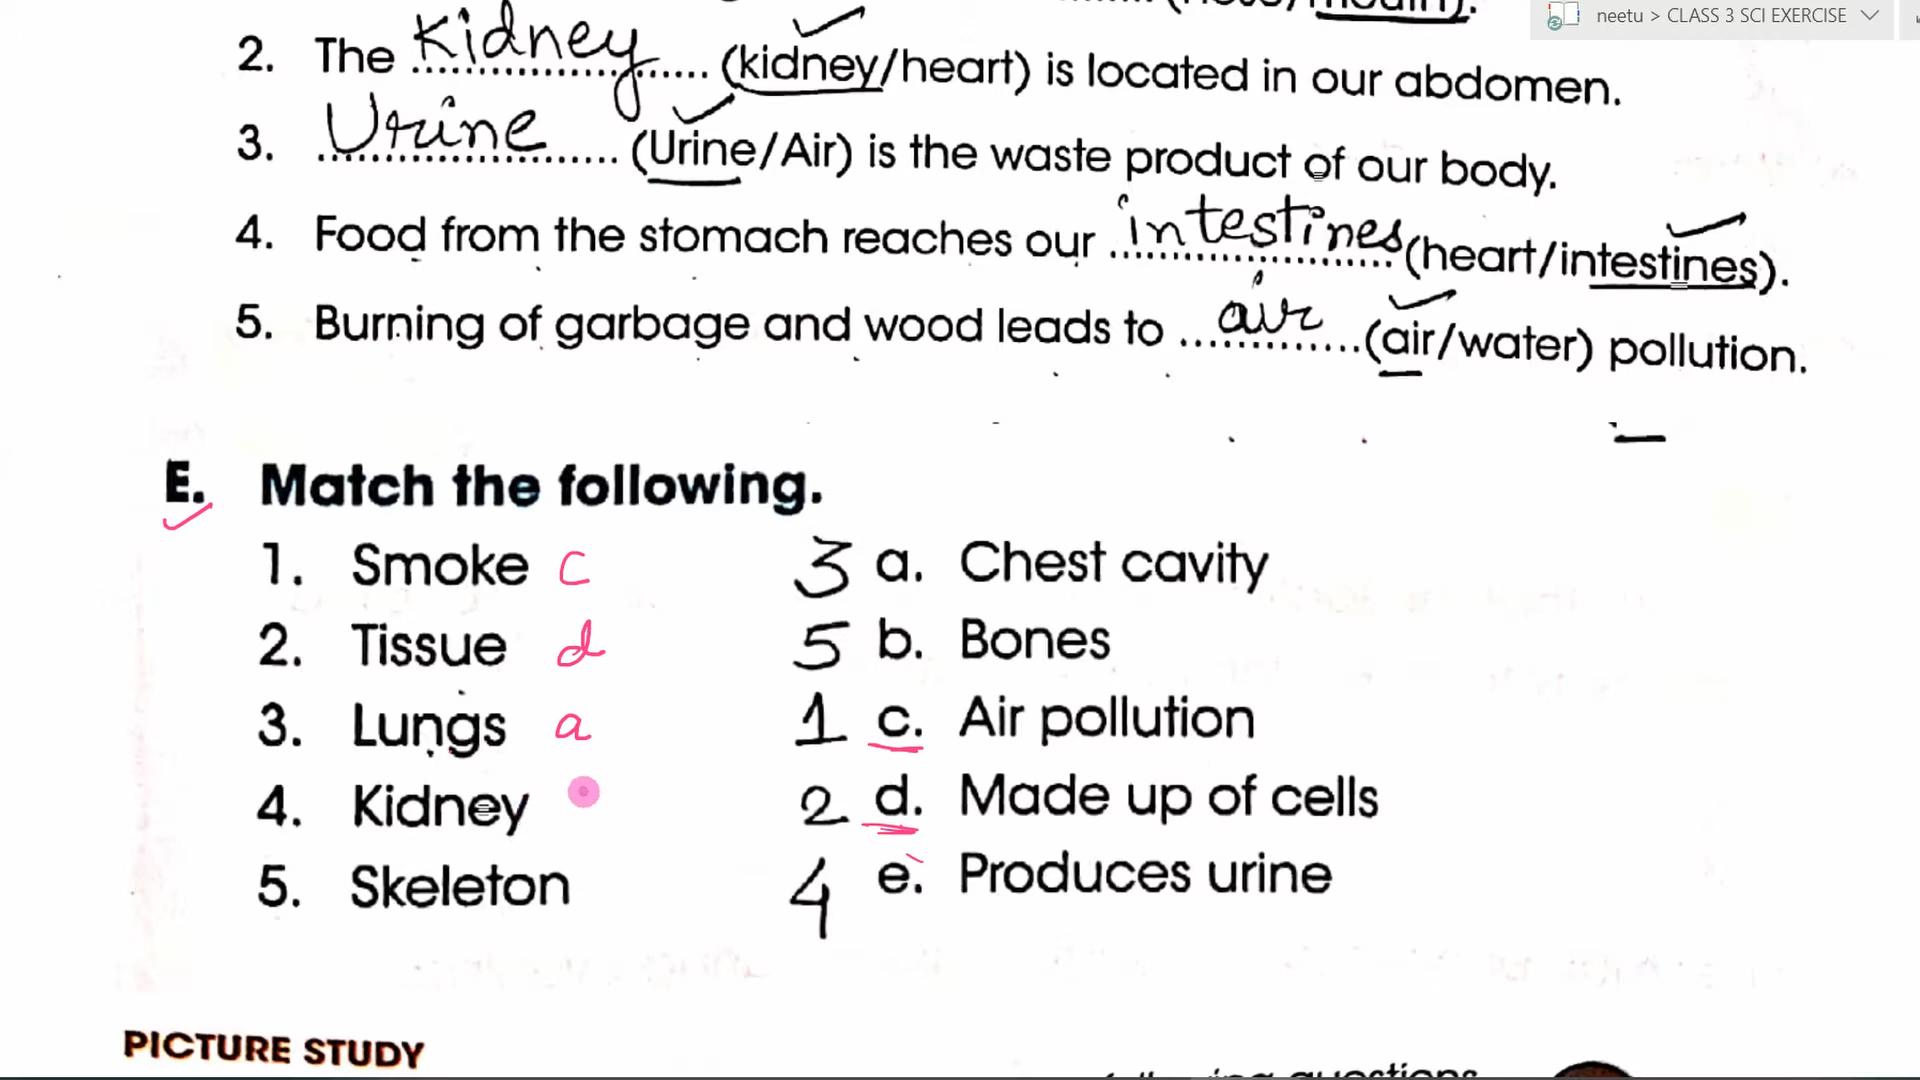 neetu > CLASS 3 SCI EXERCISE
2. The Kidney (kidney/heart) is located in our abdomen.
3. Urine (Urine/Air) is the waste product of our body.
4. Food from the stomach reaches our intestines (heart/intestines).
5. Burning of garbage and wood leads to air (air/water) pollution.
E. Match the following.
1. Smoke c 3 a. Chest cavity
2. Tissue d 5 b. Bones
3. Lungs a 1 c. Air pollution
4. Kidney 2 d. Made up of cells
5. Skeleton 4 e. Produces urine
PICTURE STUDY